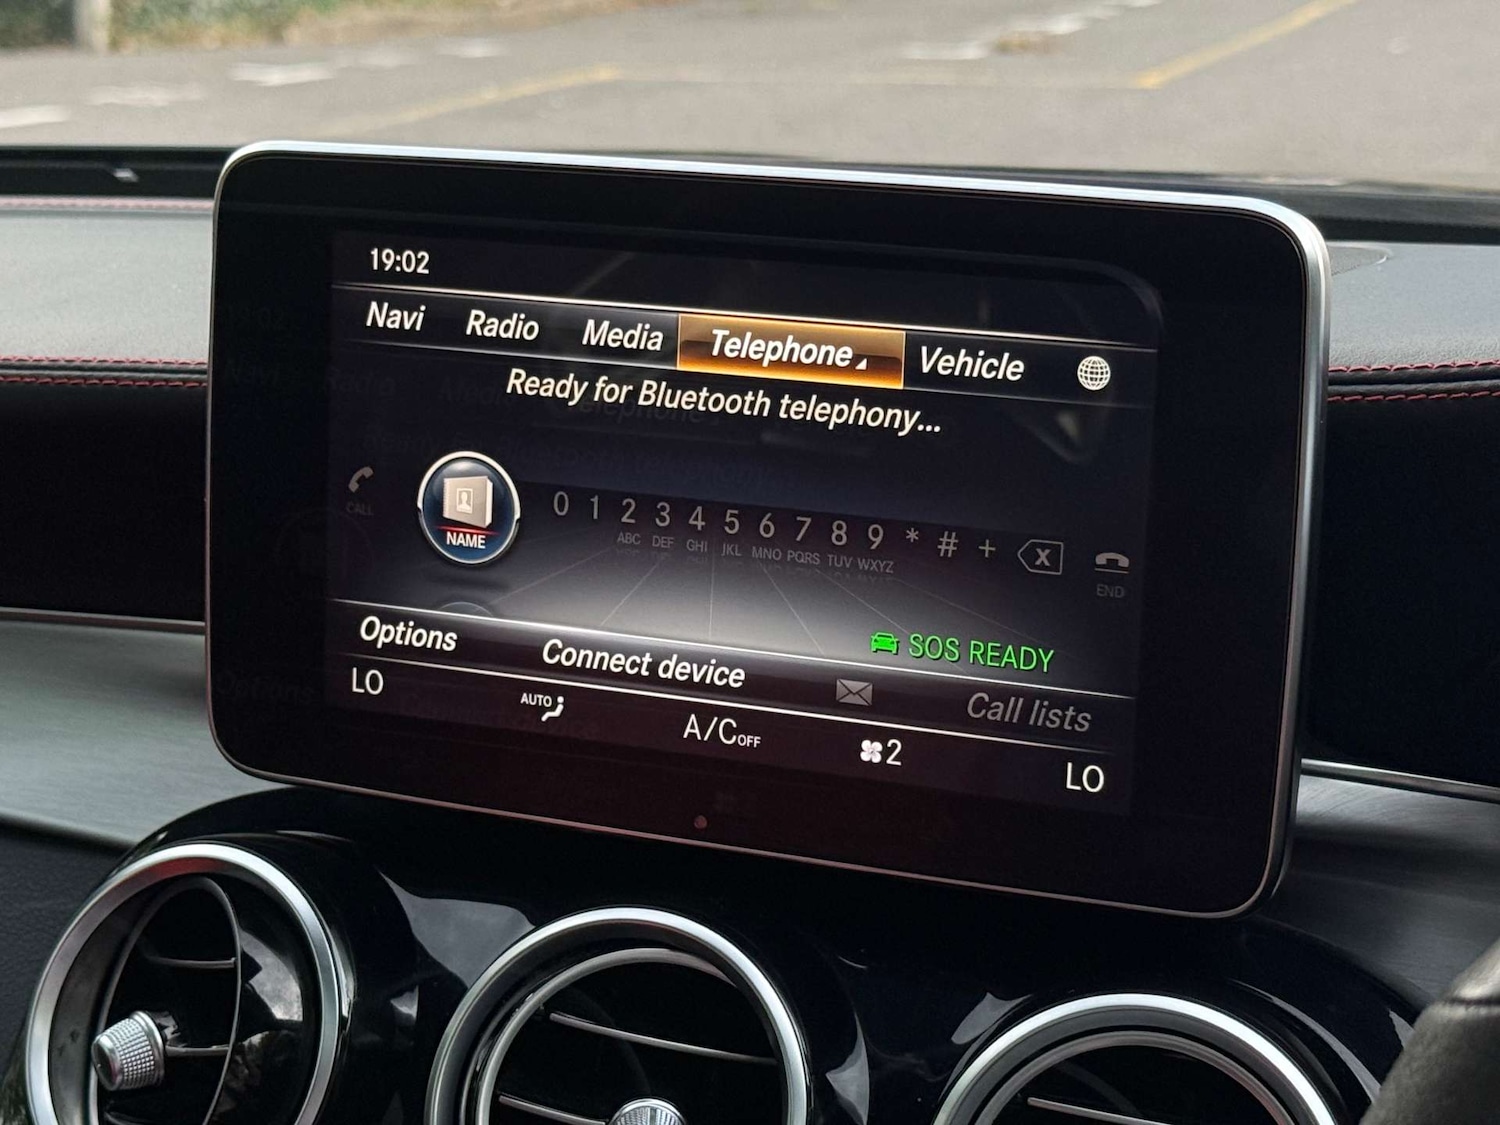 19:02
Navi Radio Media Telephone Vehicle
Ready for Bluetooth telephony...
CALL NAME 0 1 2 3 4 5 6 7 8 9 * # + X
ABC DEF GHI JKL MNO PQRS TUV WXYZ END
SOS READY
Options Connect device Call lists
LO AUTO A/C OFF 2 LO